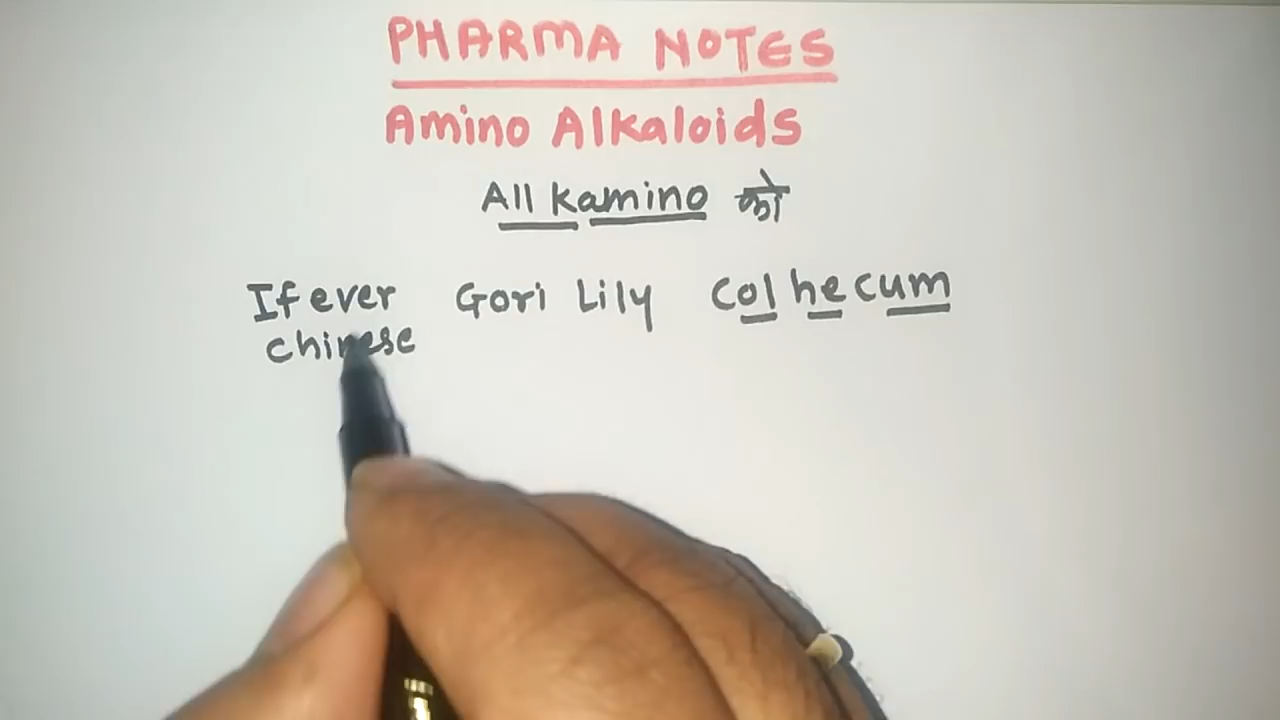 PHARMA NOTES
Amino Alkaloids
All kamino को
If ever Gori Lily Colhecum
chinese